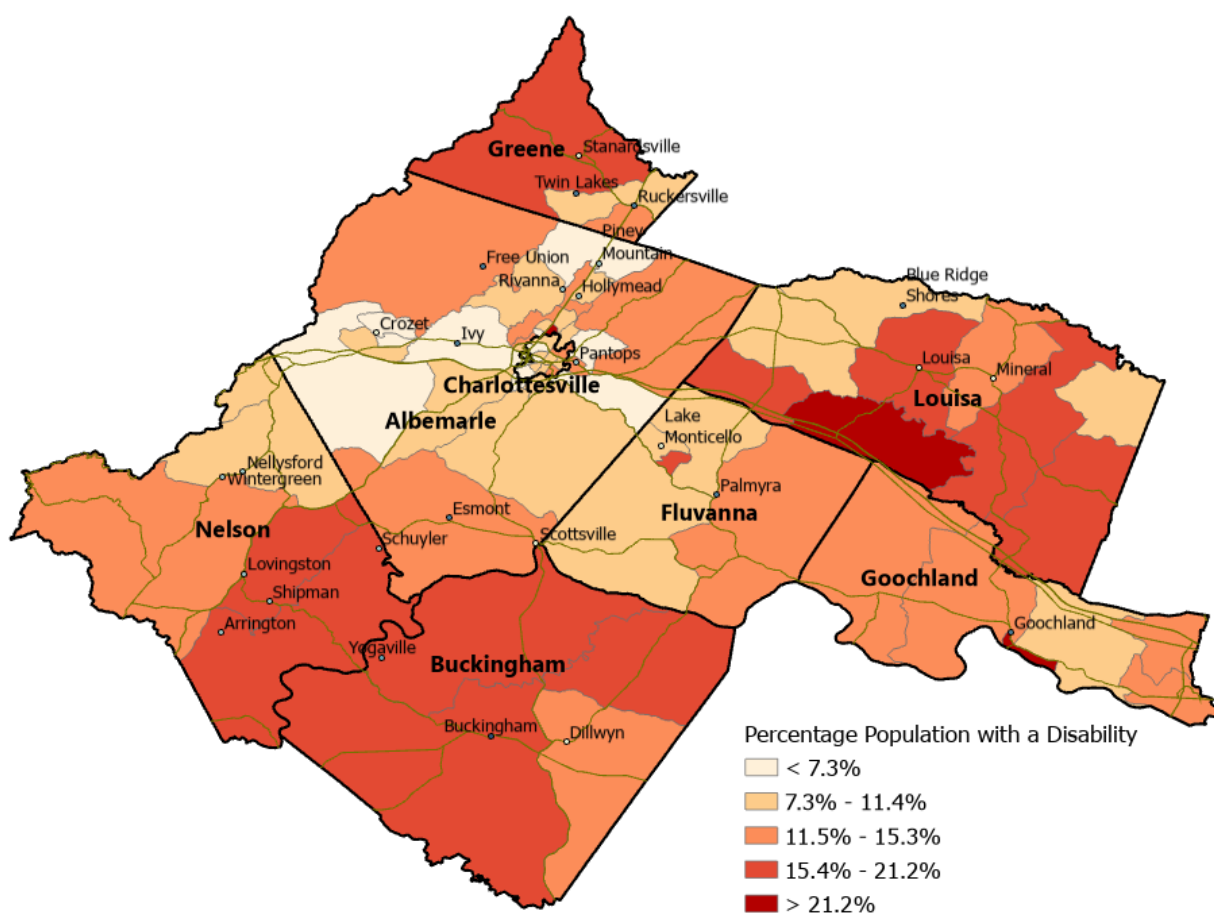 Greene
Stanardsville
Twin Lakes
Ruckersville
Piney
Mountain
Free Union
Rivanna
Hollymead
Blue Ridge
Shores
Crozet
Ivy
Pantops
Louisa
Mineral
Charlottesville
Louisa
Albemarle
Lake
Monticello
Nellysford
Wintergreen
Palmyra
Esmont
Fluvanna
Nelson
Scottsville
Schuyler
Lovingston
Goochland
Shipman
Arrington
Goochland
Yogaville
Buckingham
Buckingham
Dillwyn
Percentage Population with a Disability
< 7.3%
7.3% - 11.4%
11.5% - 15.3%
15.4% - 21.2%
> 21.2%